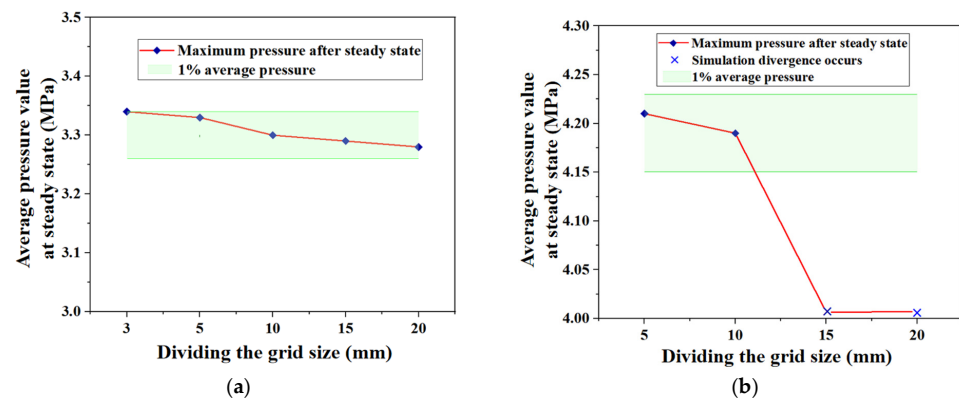 3.5
3.4
3.3
3.2
3.1
3.0
Average pressure value
at steady state (MPa)
Maximum pressure after steady state
1% average pressure
3 5 10 15 20
Dividing the grid size (mm)
(a)
4.30
4.25
4.20
4.15
4.10
4.05
4.00
Average pressure value
at steady state (MPa)
Maximum pressure after steady state
Simulation divergence occurs
1% average pressure
5 10 15 20
Dividing the grid size (mm)
(b)